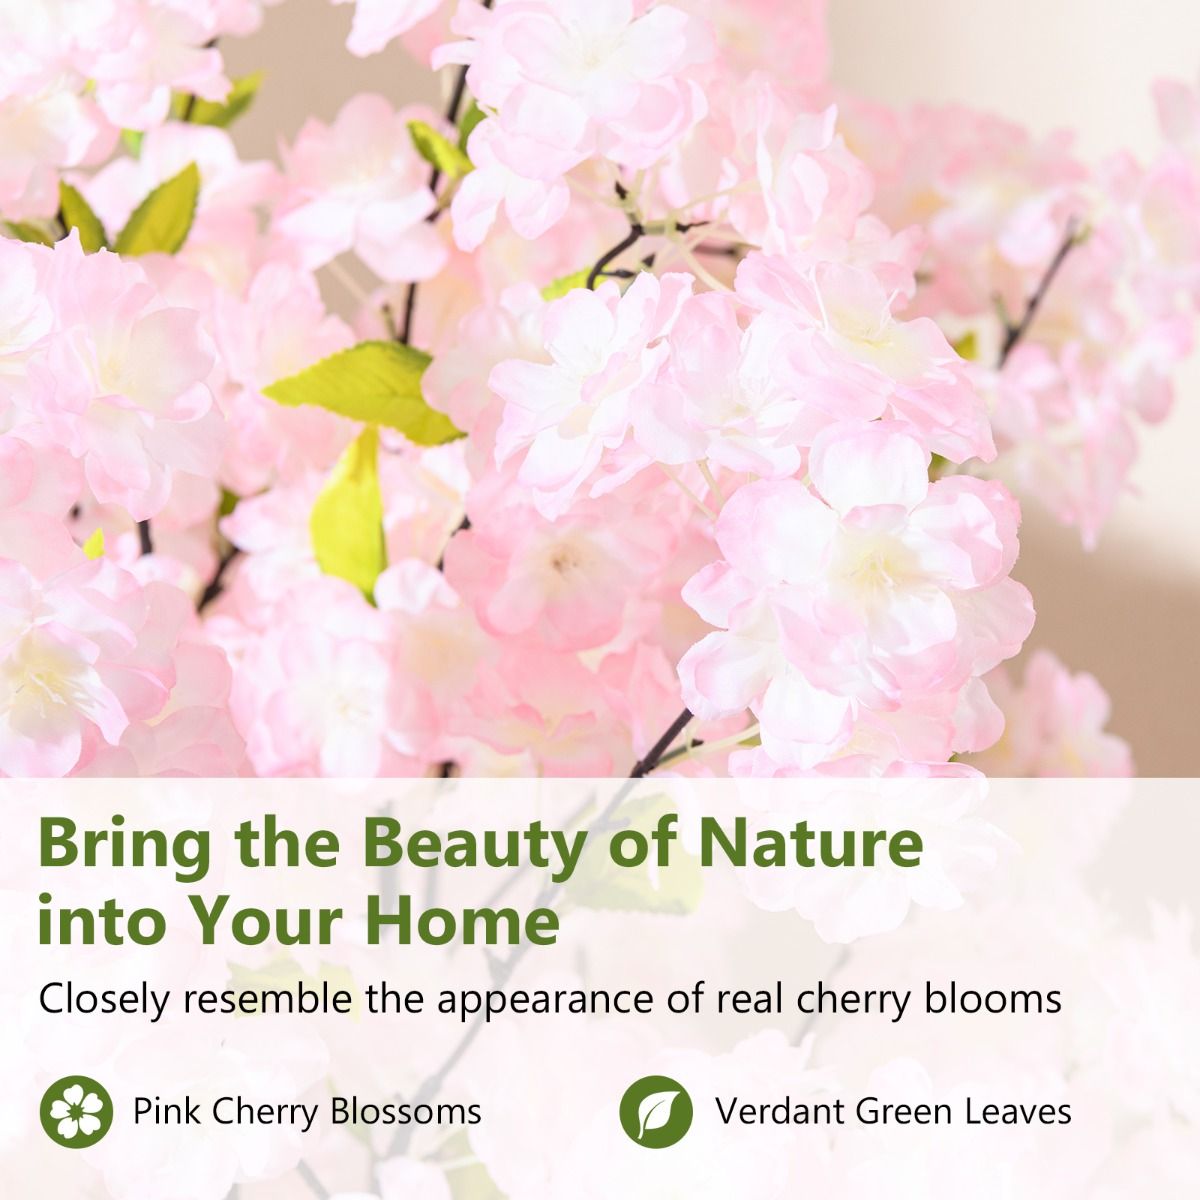 Bring the Beauty of Nature
into Your Home
Closely resemble the appearance of real cherry blooms
Pink Cherry Blossoms
Verdant Green Leaves